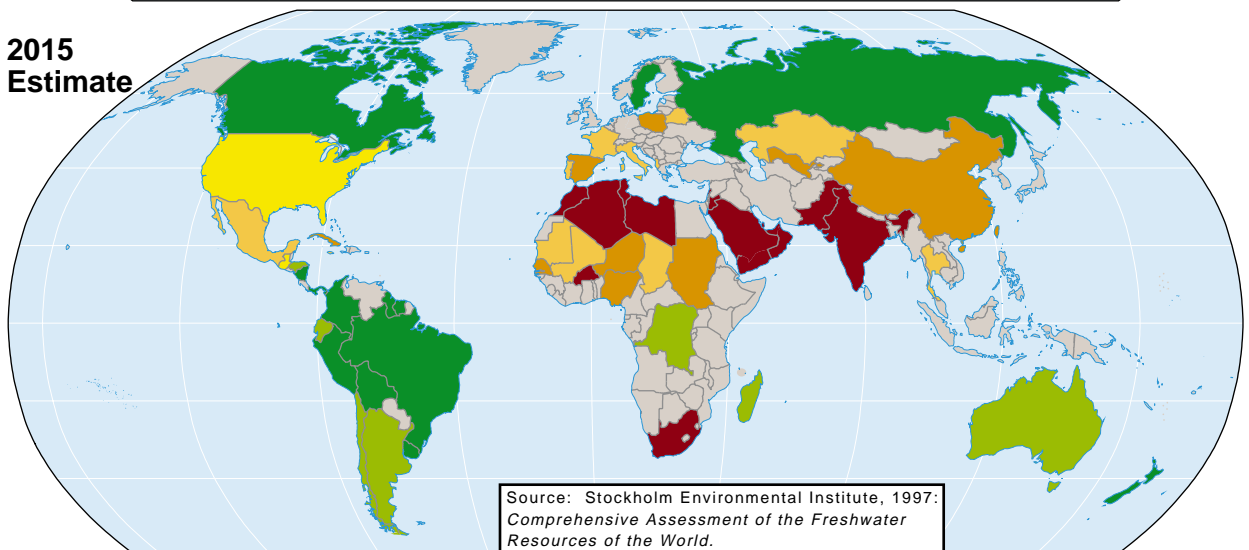 2015
Estimate
Source: Stockholm Environmental Institute, 1997:
Comprehensive Assessment of the Freshwater
Resources of the World.